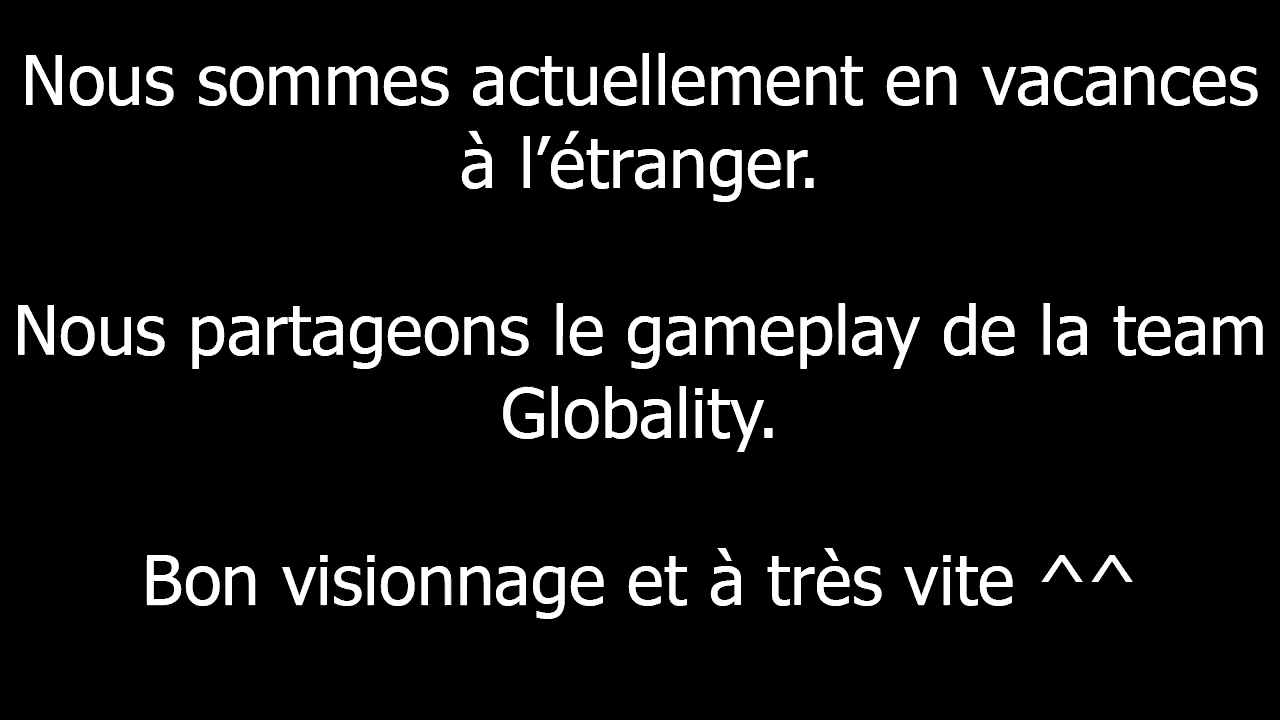 Nous sommes actuellement en vacances
à l’étranger.
Nous partageons le gameplay de la team
Globality.
Bon visionnage et à très vite ^^